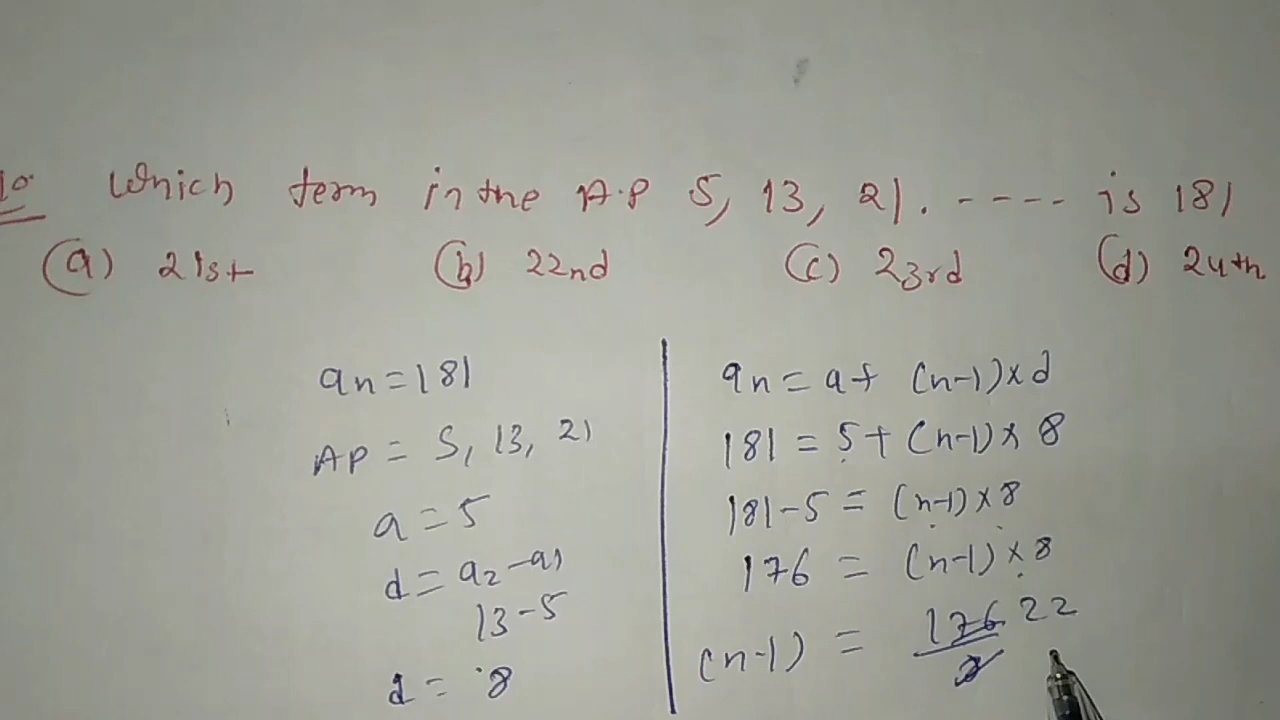 10. Which term in the A.P 5, 13, 21. ---- is 181
(a) 21st (b) 22nd (c) 23rd (d) 24th
an = 181
AP = 5, 13, 21
a = 5
d = a2 - a1
13 - 5
d = 8
an = a + (n-1)×d
181 = 5 + (n-1)× 8
181 - 5 = (n-1)×8
176 = (n-1)×8
(n-1) = 176/8 22